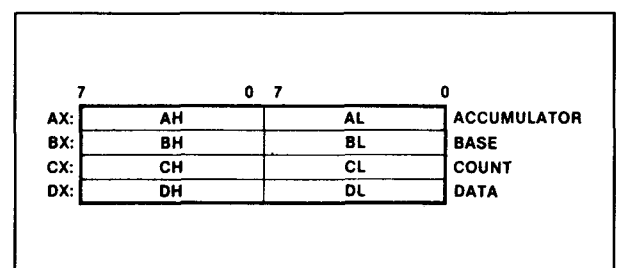 7 0 7 0
AX: AH AL ACCUMULATOR
BX: BH BL BASE
CX: CH CL COUNT
DX: DH DL DATA